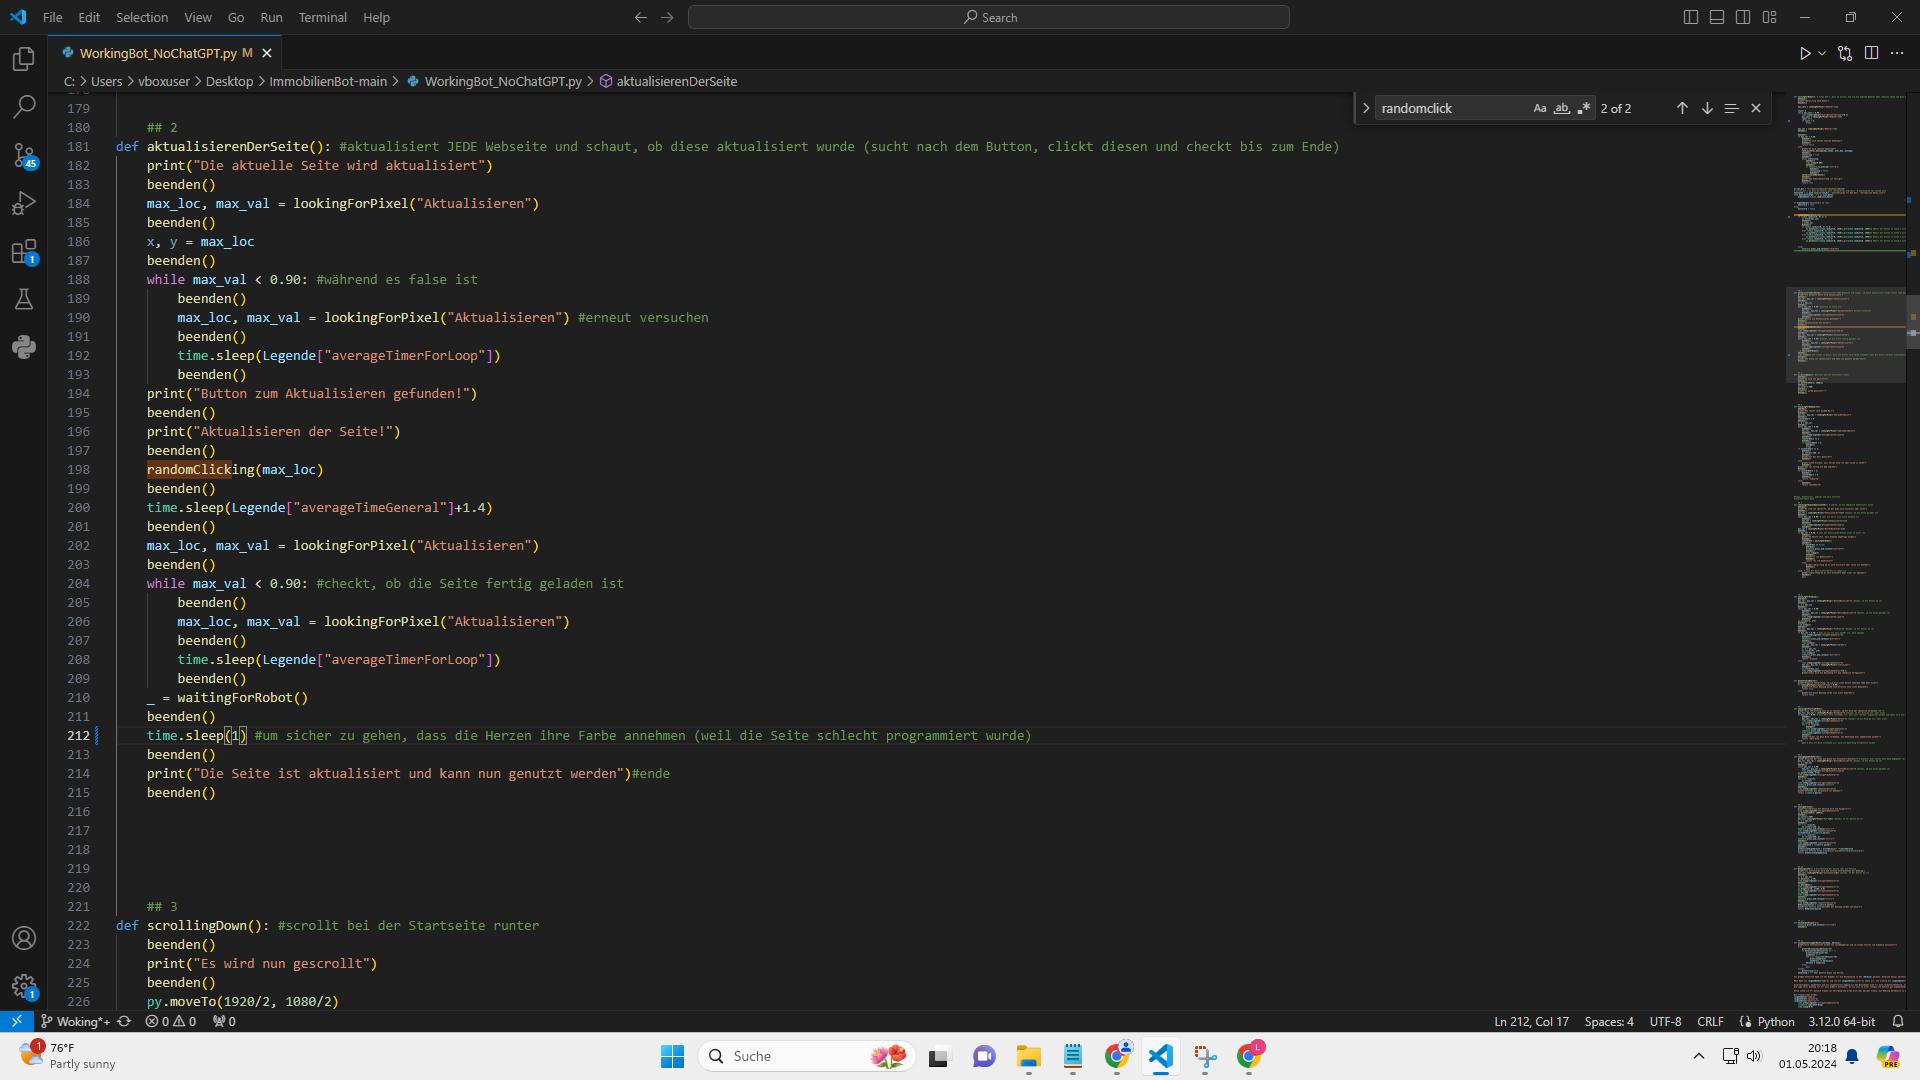 File Edit Selection View Go Run Terminal Help
Search
WorkingBot_NoChatGPT.py M
C: > Users > vboxuser > Desktop > ImmobilienBot-main > WorkingBot_NoChatGPT.py > aktualisierenDerSeite
randomclick Aa ab 2 of 2
179
180 ## 2
181 def aktualisierenDerSeite(): #aktualisiert JEDE Webseite und schaut, ob diese aktualisiert wurde (sucht nach dem Button, clickt diesen und checkt bis zum Ende)
182 print("Die aktuelle Seite wird aktualisiert")
183 beenden()
184 max_loc, max_val = lookingForPixel("Aktualisieren")
185 beenden()
186 x, y = max_loc
187 beenden()
188 while max_val < 0.90: #während es false ist
189 beenden()
190 max_loc, max_val = lookingForPixel("Aktualisieren") #erneut versuchen
191 beenden()
192 time.sleep(Legende["averageTimerForLoop"])
193 beenden()
194 print("Button zum Aktualisieren gefunden!")
195 beenden()
196 print("Aktualisieren der Seite!")
197 beenden()
198 randomClicking(max_loc)
199 beenden()
200 time.sleep(Legende["averageTimeGeneral"]+1.4)
201 beenden()
202 max_loc, max_val = lookingForPixel("Aktualisieren")
203 beenden()
204 while max_val < 0.90: #checkt, ob die Seite fertig geladen ist
205 beenden()
206 max_loc, max_val = lookingForPixel("Aktualisieren")
207 beenden()
208 time.sleep(Legende["averageTimerForLoop"])
209 beenden()
210 _ = waitingForRobot()
211 beenden()
212 time.sleep(1) #um sicher zu gehen, dass die Herzen ihre Farbe annehmen (weil die Seite schlecht programmiert wurde)
213 beenden()
214 print("Die Seite ist aktualisiert und kann nun genutzt werden")#ende
215 beenden()
216
217
218
219
220
221 ## 3
222 def scrollingDown(): #scrollt bei der Startseite runter
223 beenden()
224 print("Es wird nun gescrollt")
225 beenden()
226 py.moveTo(1920/2, 1080/2)
45
1
1
Woking*+ 0 0 0 Ln 212, Col 17 Spaces: 4 UTF-8 CRLF Python 3.12.0 64-bit
1
76°F
Partly sunny
Suche
L
20:18
01.05.2024
PRE